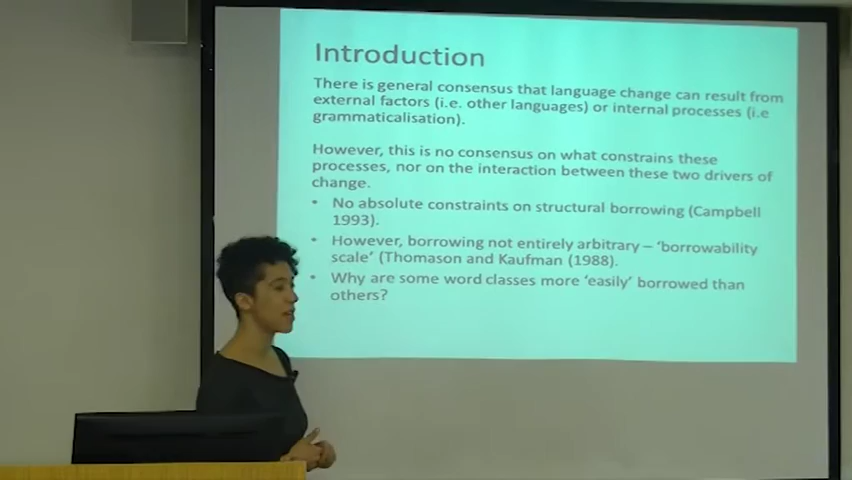 Introduction
There is general consensus that language change can result from
external factors (i.e. other languages) or internal processes (i.e
grammaticalisation).
However, this is no consensus on what constrains these
processes, nor on the interaction between these two drivers of
change.
• No absolute constraints on structural borrowing (Campbell
1993).
• However, borrowing not entirely arbitrary – 'borrowability
scale' (Thomason and Kaufman (1988).
• Why are some word classes more 'easily' borrowed than
others?